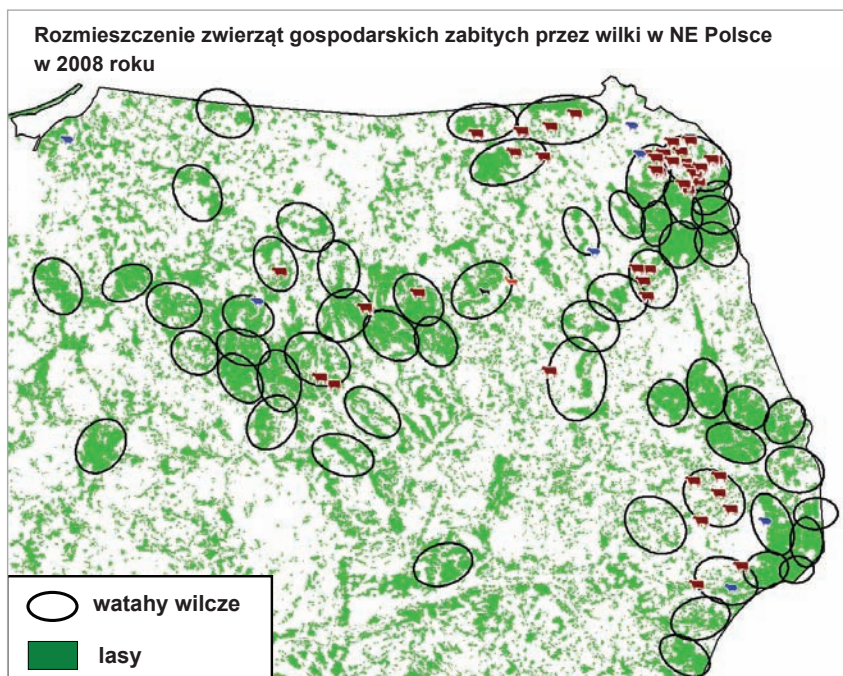 Rozmieszczenie zwierząt gospodarskich zabitych przez wilki w NE Polsce
w 2008 roku
watahy wilcze
lasy